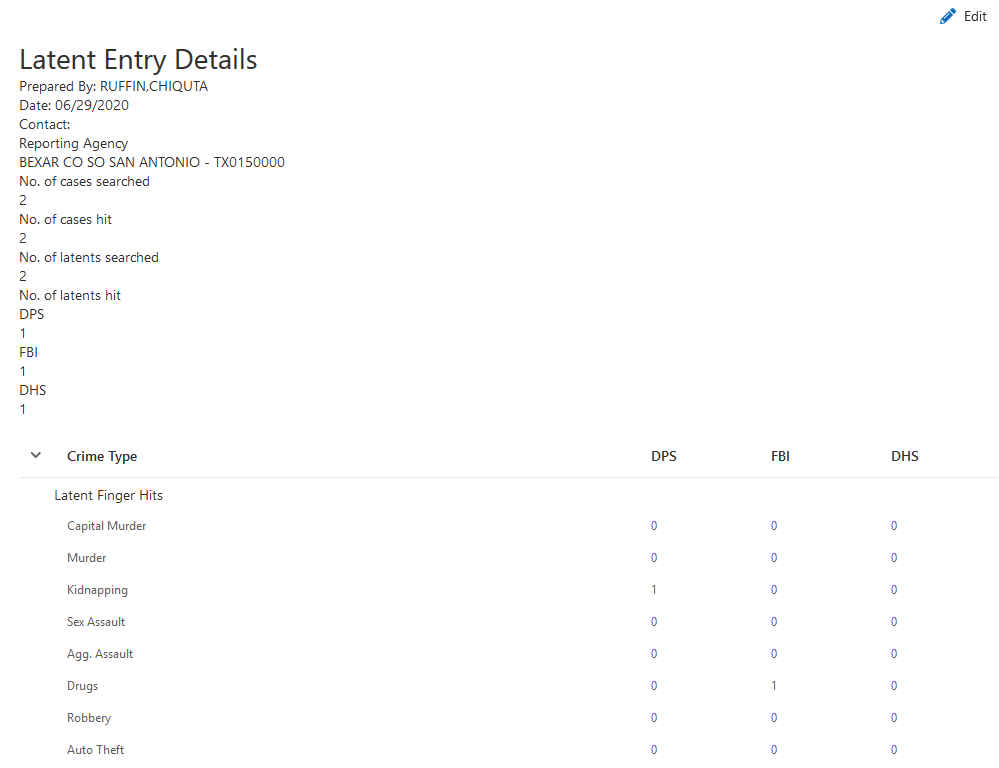 Edit
Latent Entry Details
Prepared By: RUFFIN,CHIQUTA
Date: 06/29/2020
Contact:
Reporting Agency
BEXAR CO SO SAN ANTONIO - TX0150000
No. of cases searched
2
No. of cases hit
2
No. of latents searched
2
No. of latents hit
DPS
1
FBI
1
DHS
1
Crime Type DPS FBI DHS
Latent Finger Hits
Capital Murder 0 0 0
Murder 0 0 0
Kidnapping 1 0 0
Sex Assault 0 0 0
Agg. Assault 0 0 0
Drugs 0 1 0
Robbery 0 0 0
Auto Theft 0 0 0